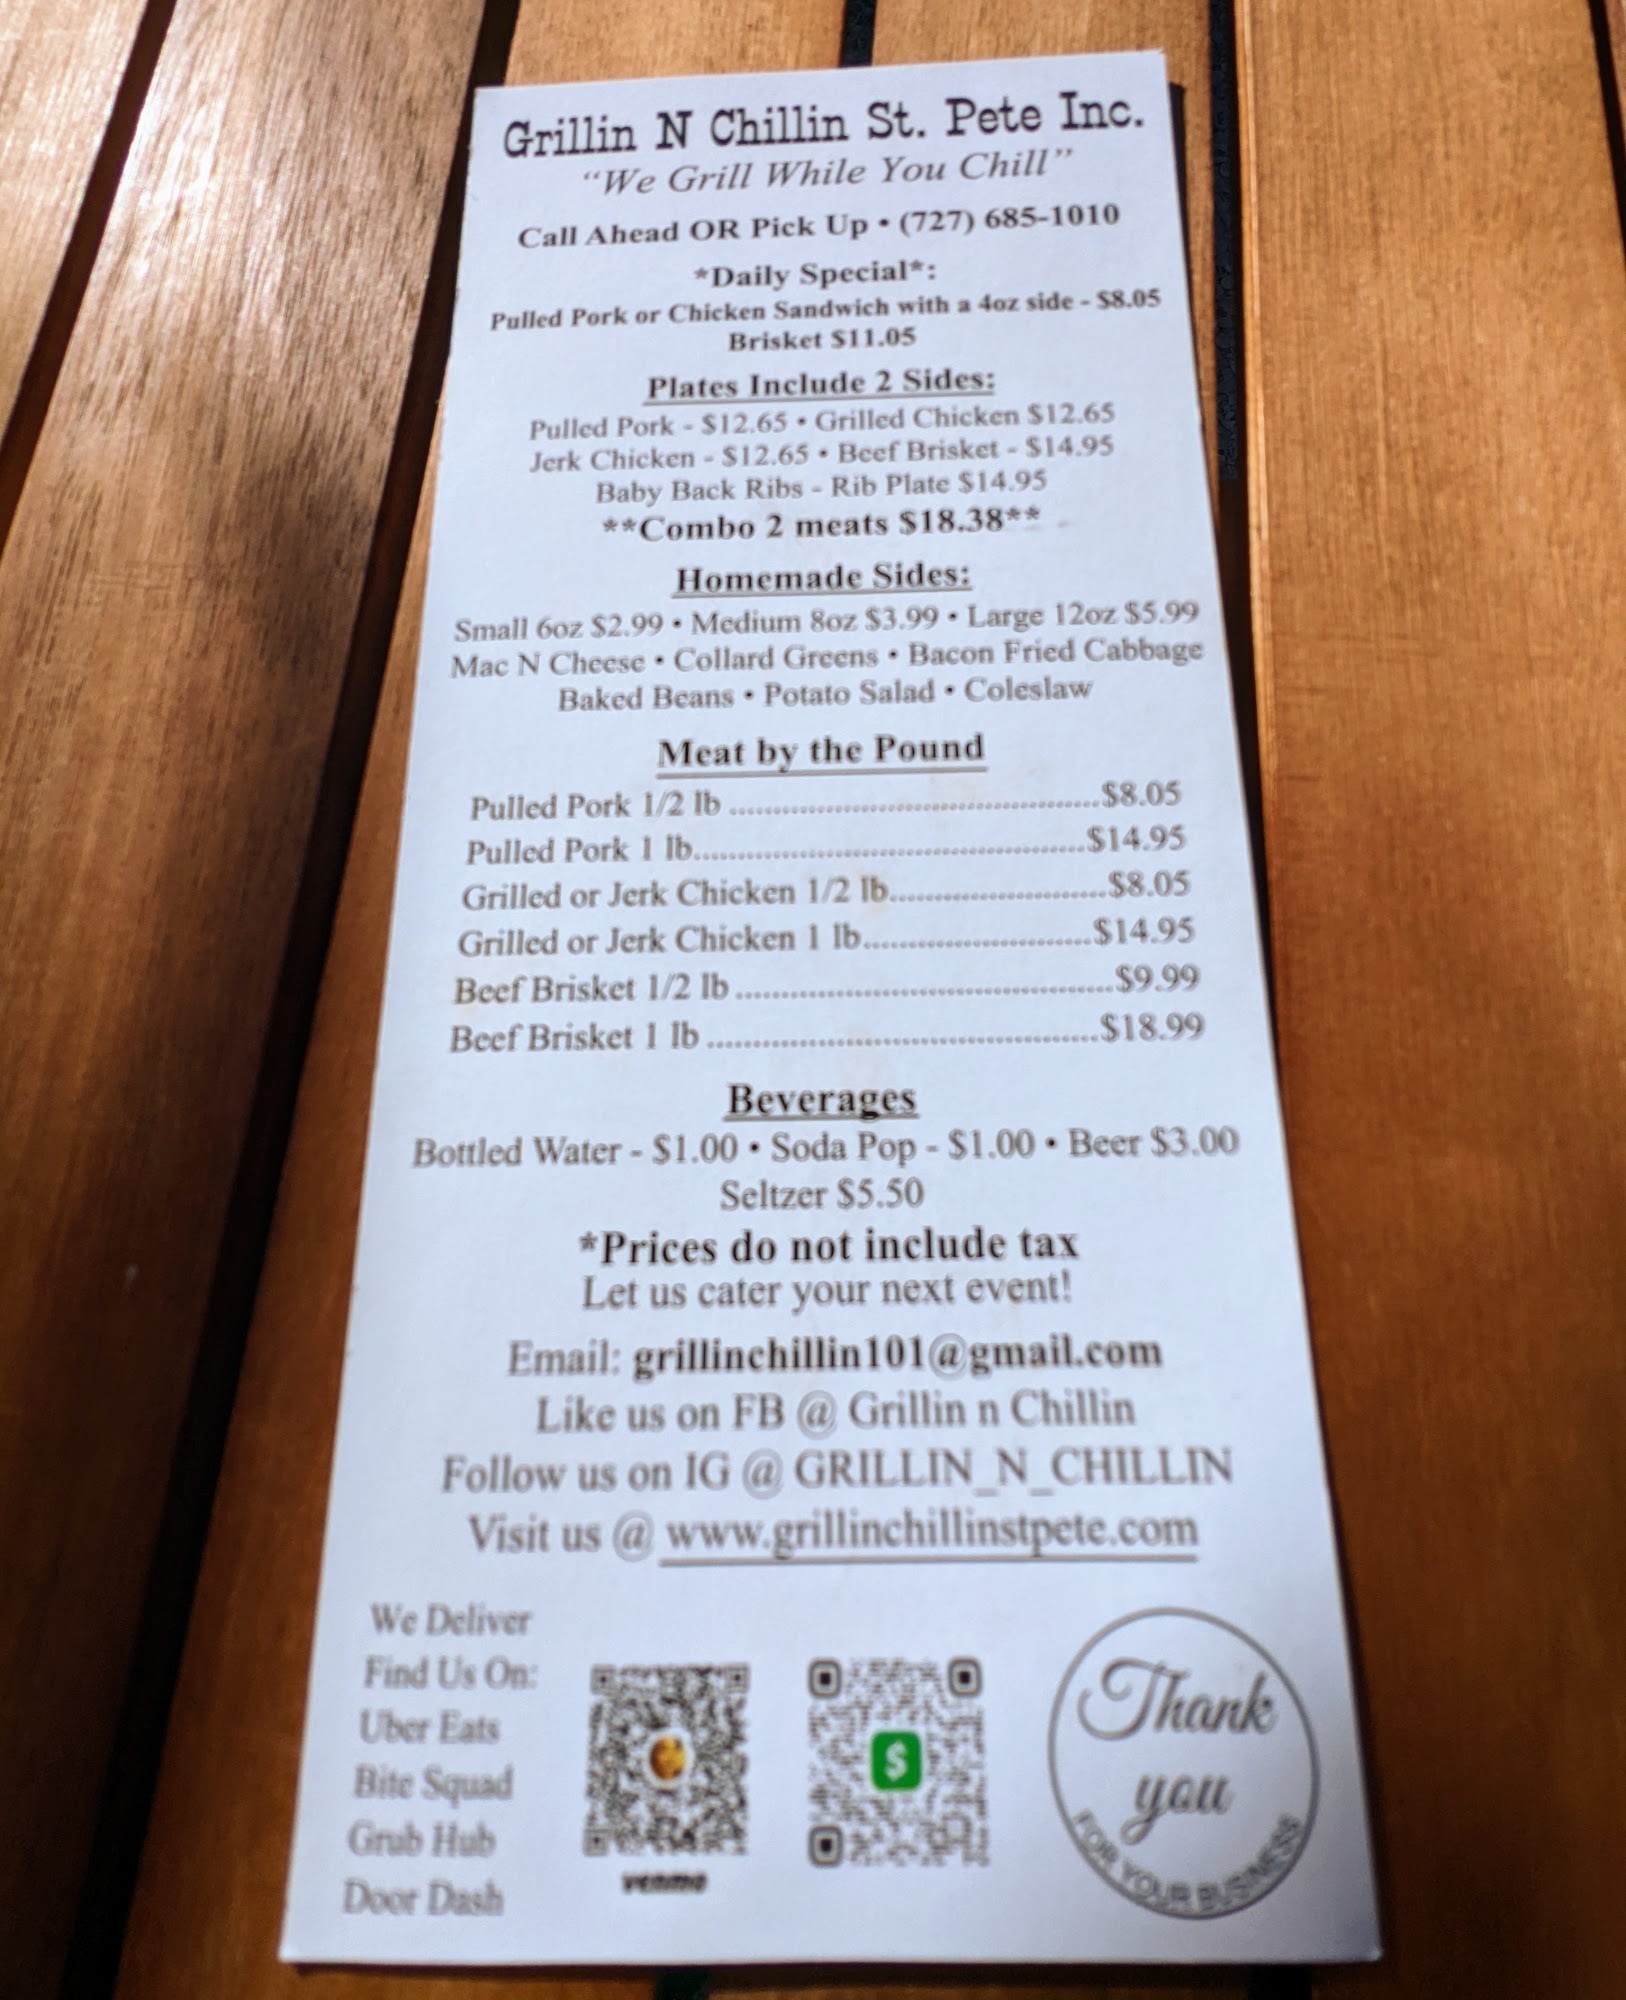 Grillin N Chillin St. Pete Inc.
“We Grill While You Chill”
Call Ahead OR Pick Up • (727) 685-1010
*Daily Special*:
Pulled Pork or Chicken Sandwich with a 4oz side - $8.05
Brisket $11.05
Plates Include 2 Sides:
Pulled Pork - $12.65 • Grilled Chicken $12.65
Jerk Chicken - $12.65 • Beef Brisket - $14.95
Baby Back Ribs - Rib Plate $14.95
**Combo 2 meats $18.38**
Homemade Sides:
Small 6oz $2.99 • Medium 8oz $3.99 • Large 12oz $5.99
Mac N Cheese • Collard Greens • Bacon Fried Cabbage
Baked Beans • Potato Salad • Coleslaw
Meat by the Pound
Pulled Pork 1/2 lb ........................................$8.05
Pulled Pork 1 lb...........................................$14.95
Grilled or Jerk Chicken 1/2 lb........................$8.05
Grilled or Jerk Chicken 1 lb.........................$14.95
Beef Brisket 1/2 lb ........................................$9.99
Beef Brisket 1 lb .........................................$18.99
Beverages
Bottled Water - $1.00 • Soda Pop - $1.00 • Beer $3.00
Seltzer $5.50
*Prices do not include tax
Let us cater your next event!
Email: grillinchillin101@gmail.com
Like us on FB @ Grillin n Chillin
Follow us on IG @ GRILLIN_N_CHILLIN
Visit us @ www.grillinchillinstpete.com
We Deliver
Find Us On:
Uber Eats
Bite Squad
Grub Hub
Door Dash
venmo
$
Thank
you
FOR YOUR BUSINESS